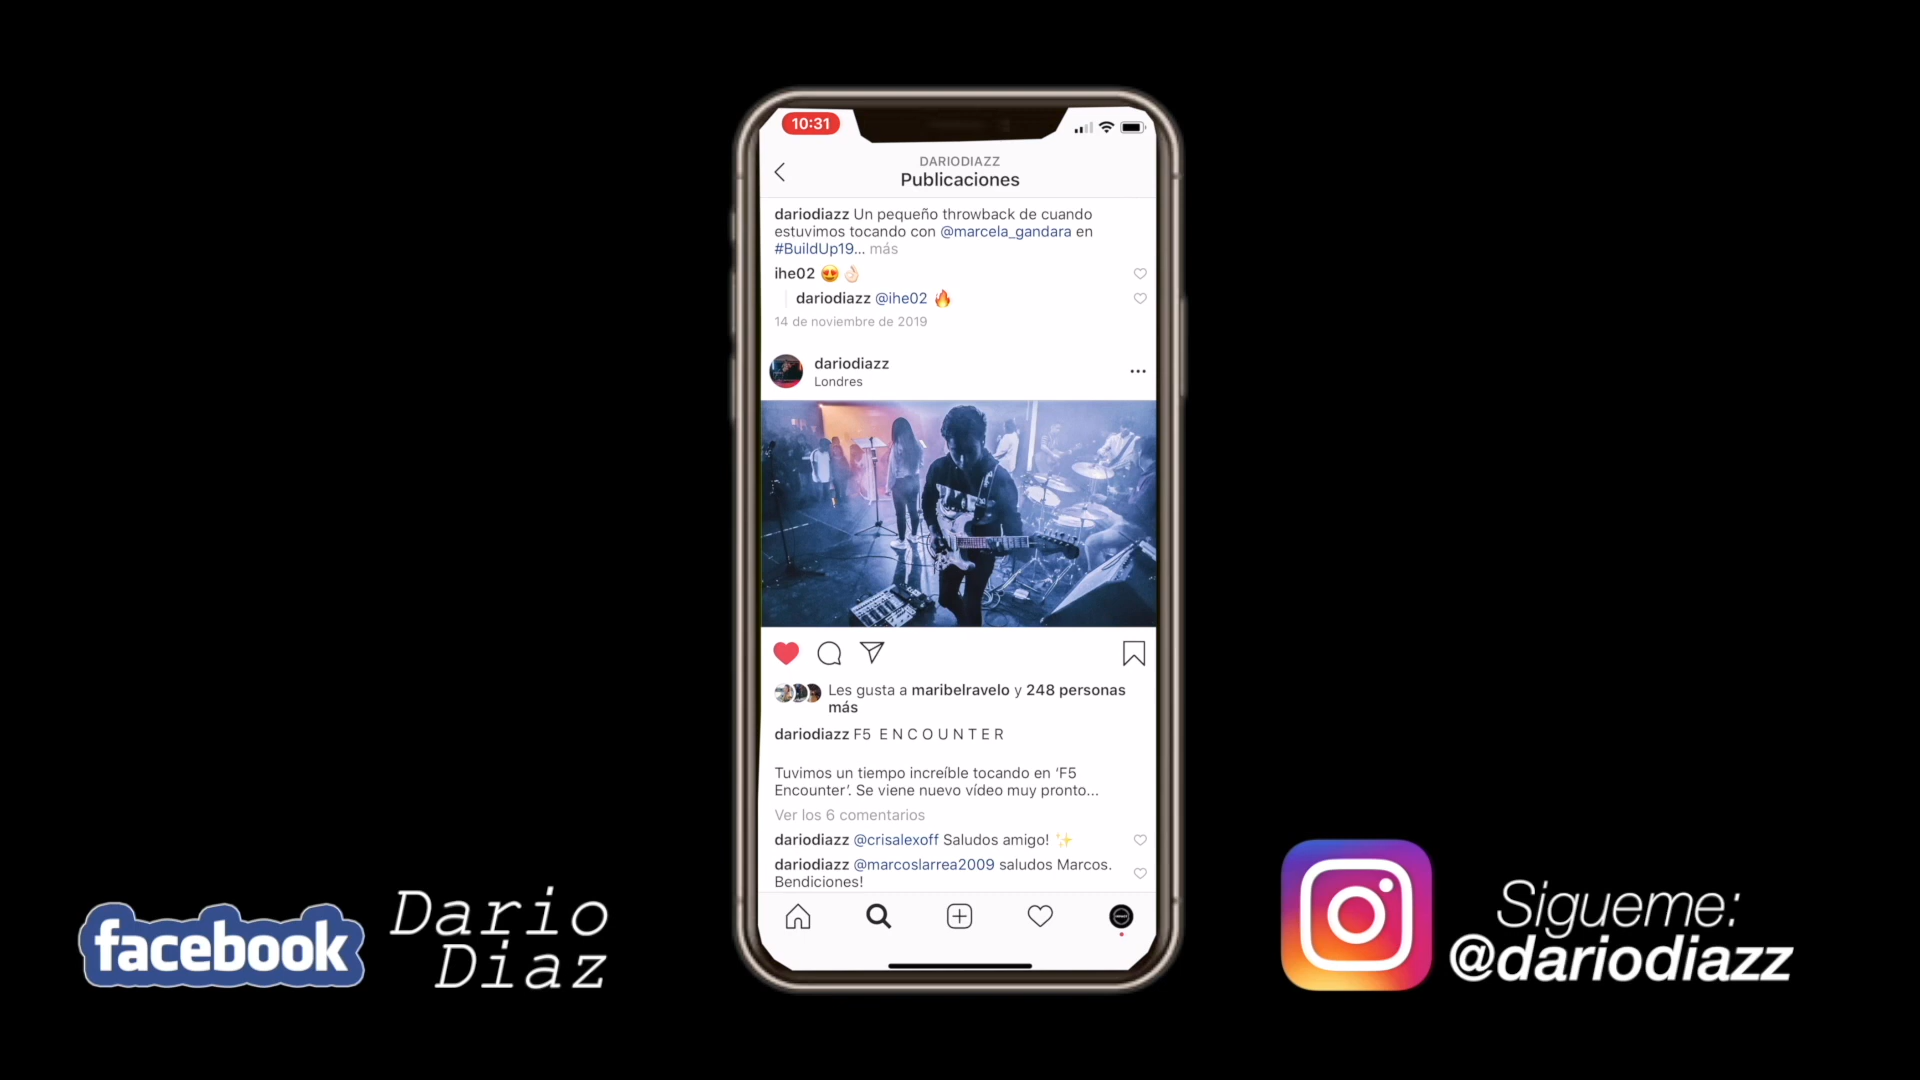 10:31
DARIODIAZZ
Publicaciones
dariodiazz Un pequeño throwback de cuando
estuvimos tocando con @marcela_gandara en
#BuildUp19... más
ihe02 😍👌🏻
dariodiazz @ihe02 🔥
14 de noviembre de 2019
dariodiazz
Londres
Les gusta a maribelravelo y 248 personas
más
dariodiazz F5 E N C O U N T E R
Tuvimos un tiempo increíble tocando en ‘F5
Encounter’. Se viene nuevo vídeo muy pronto...
Ver los 6 comentarios
dariodiazz @crisalexoff Saludos amigo! ✨
dariodiazz @marcoslarrea2009 saludos Marcos.
Bendiciones!
facebook
Dario
Diaz
Sigueme:
@dariodiazz